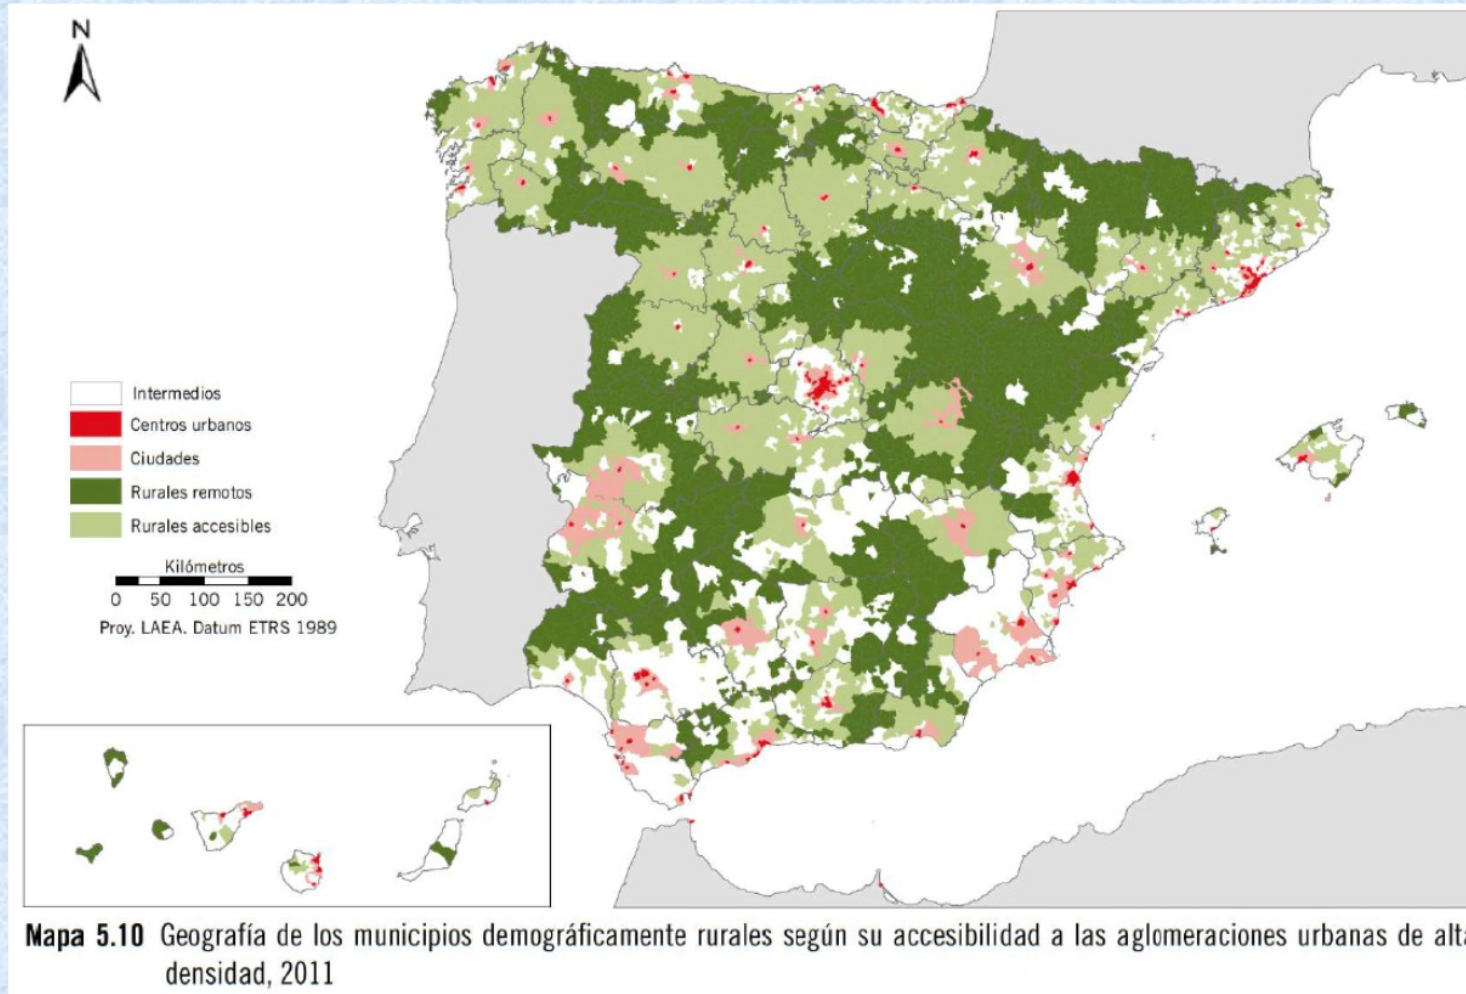 N
Intermedios
Centros urbanos
Ciudades
Rurales remotos
Rurales accesibles
Kilómetros
0 50 100 150 200
Proy. LAEA. Datum ETRS 1989
Mapa 5.10 Geografía de los municipios demográficamente rurales según su accesibilidad a las aglomeraciones urbanas de alta
densidad, 2011